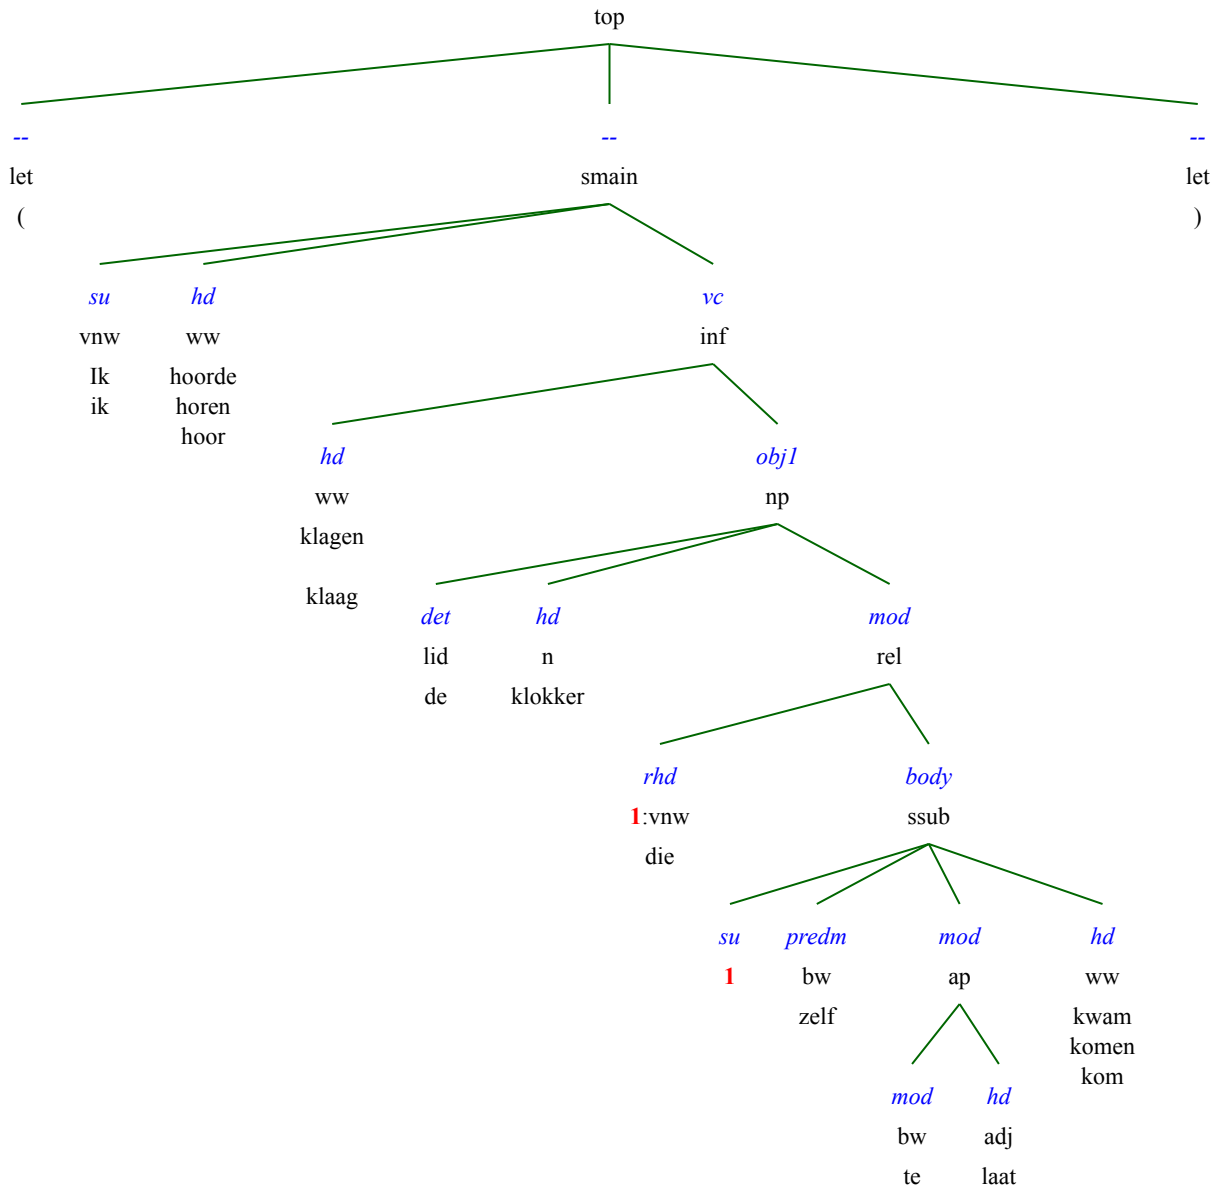 top
-- -- --
let smain let
( )
su hd vc
vnw ww inf
Ik hoorde
ik horen
hoor
hd obj1
ww np
klagen
klaag
det hd mod
lid n rel
de klokker
rhd body
1:vnw ssub
die
su predm mod hd
1 bw ap ww
zelf kwam
komen
kom
mod hd
bw adj
te laat